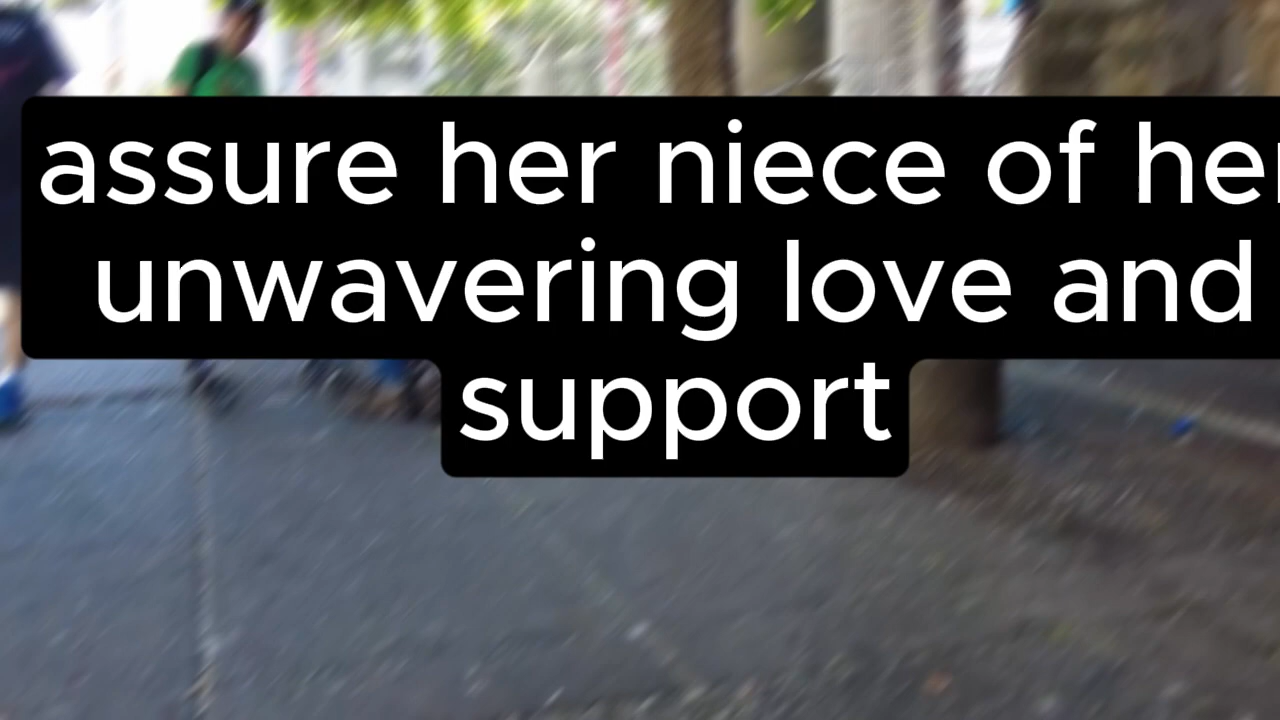 assure her niece of her
unwavering love and
support